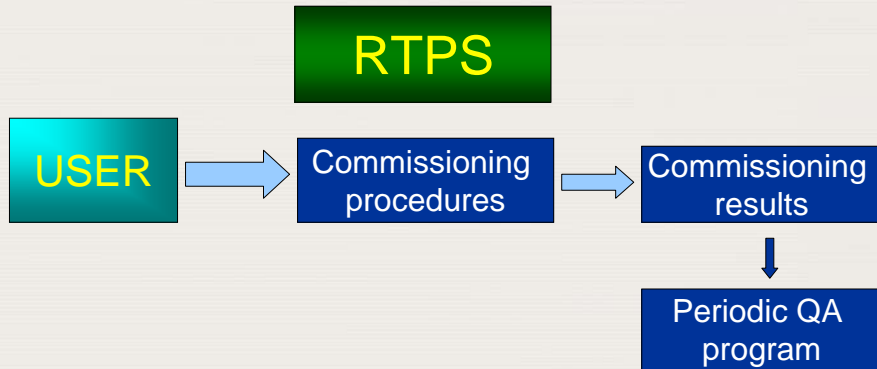 RTPS
USER
Commissioning
procedures
Commissioning
results
Periodic QA
program